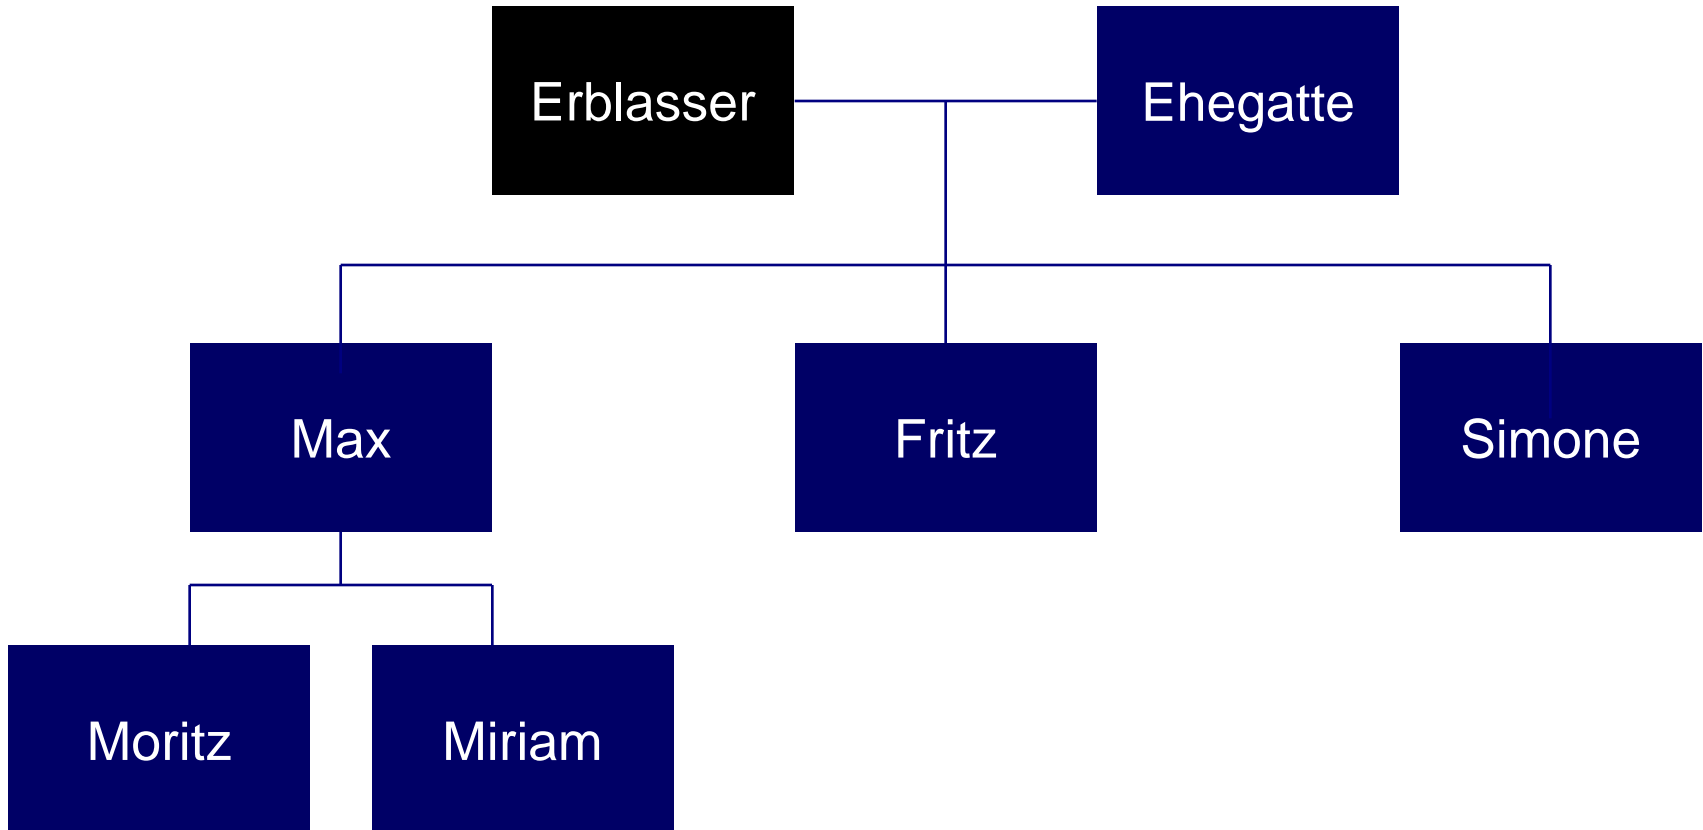 Erblasser
Ehegatte
Max
Fritz
Simone
Moritz
Miriam